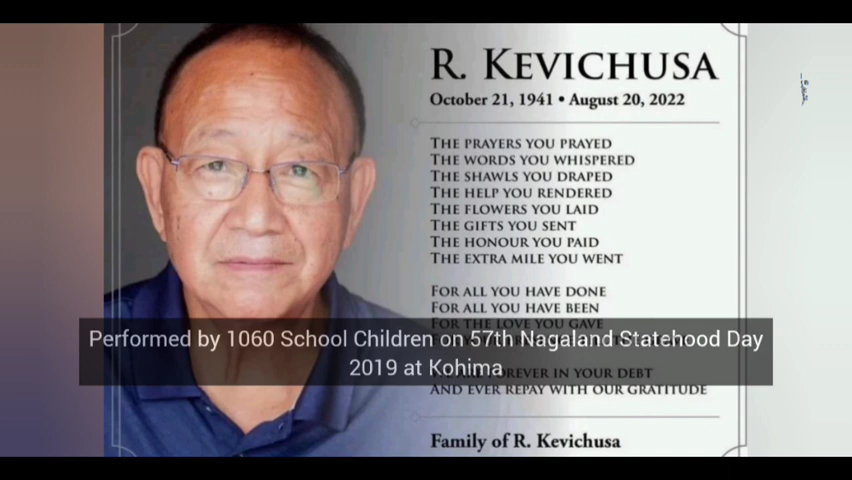 R. KEVICHUSA
October 21, 1941 • August 20, 2022
THE PRAYERS YOU PRAYED
THE WORDS YOU WHISPERED
THE SHAWLS YOU DRAPED
THE HELP YOU RENDERED
THE FLOWERS YOU LAID
THE GIFTS YOU SENT
THE HONOUR YOU PAID
THE EXTRA MILE YOU WENT
FOR ALL YOU HAVE DONE
FOR ALL YOU HAVE BEEN
FOR THE LOVE YOU GAVE
Performed by 1060 School Children on 57th Nagaland Statehood Day
2019 at Kohima
FOREVER IN YOUR DEBT
AND EVER REPAY WITH OUR GRATITUDE
Family of R. Kevichusa